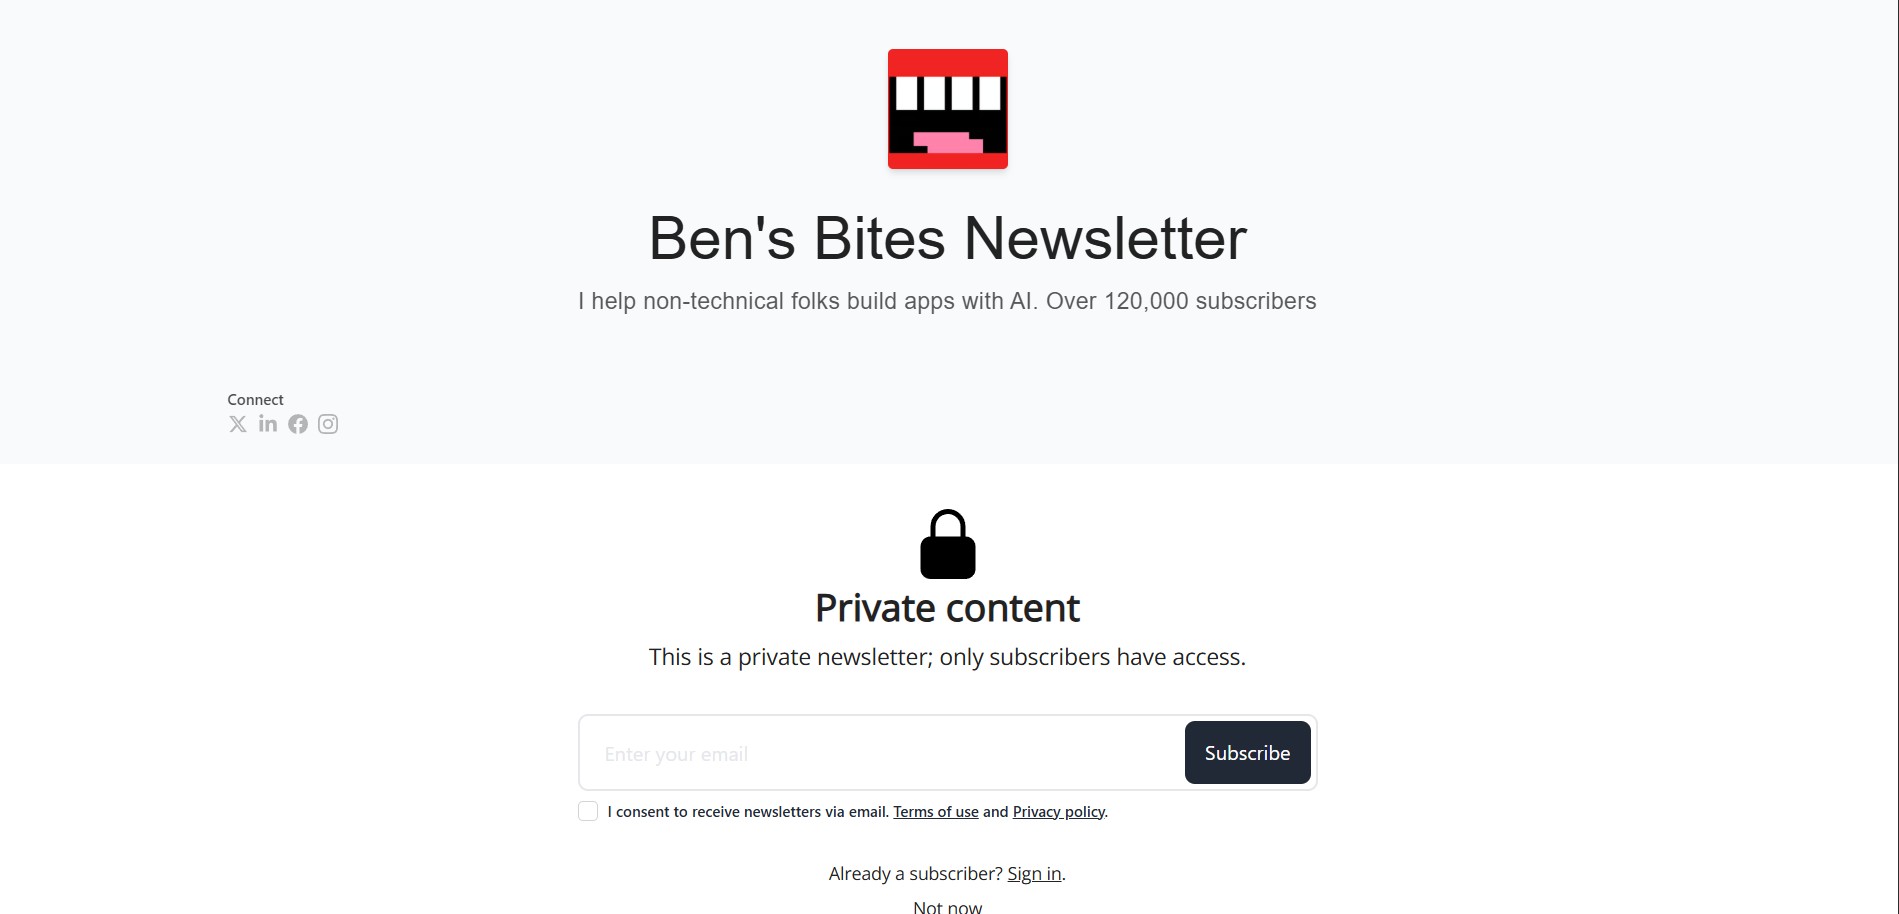 Ben's Bites Newsletter
I help non-technical folks build apps with AI. Over 120,000 subscribers
Connect
Private content
This is a private newsletter; only subscribers have access.
Enter your email
Subscribe
I consent to receive newsletters via email. Terms of use and Privacy policy.
Already a subscriber? Sign in.
Not now